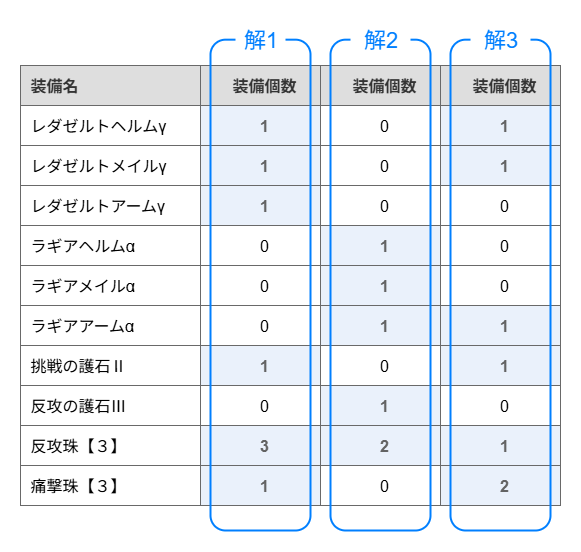 解1 解2 解3
装備名 装備個数 装備個数 装備個数
レダゼルトヘルムγ 1 0 1
レダゼルトメイルγ 1 0 1
レダゼルトアームγ 1 0 0
ラギアヘルムα 0 1 0
ラギアメイルα 0 1 0
ラギアアームα 0 1 1
挑戦の護石Ⅱ 1 0 1
反攻の護石Ⅲ 0 1 0
反攻珠【３】 3 2 1
痛撃珠【３】 1 0 2